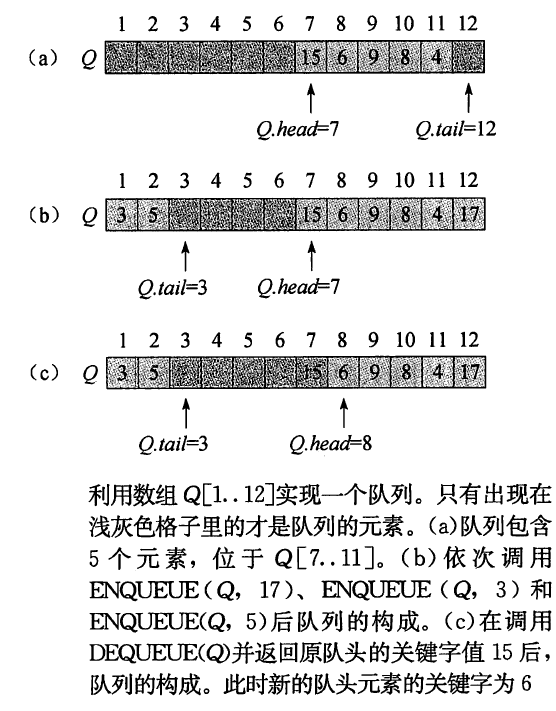 1 2 3 4 5 6 7 8 9 10 11 12
(a) Q 15 6 9 8 4
Q.head=7 Q.tail=12
1 2 3 4 5 6 7 8 9 10 11 12
(b) Q 3 5 15 6 9 8 4 17
Q.tail=3 Q.head=7
1 2 3 4 5 6 7 8 9 10 11 12
(c) Q 3 5 15 6 9 8 4 17
Q.tail=3 Q.head=8
利用数组Q[1..12]实现一个队列。只有出现在
浅灰色格子里的才是队列的元素。(a)队列包含
5个元素，位于Q[7..11]。(b)依次调用
ENQUEUE(Q，17)、ENQUEUE(Q，3)和
ENQUEUE(Q，5)后队列的构成。(c)在调用
DEQUEUE(Q)并返回原队头的关键字值15后，
队列的构成。此时新的队头元素的关键字为6